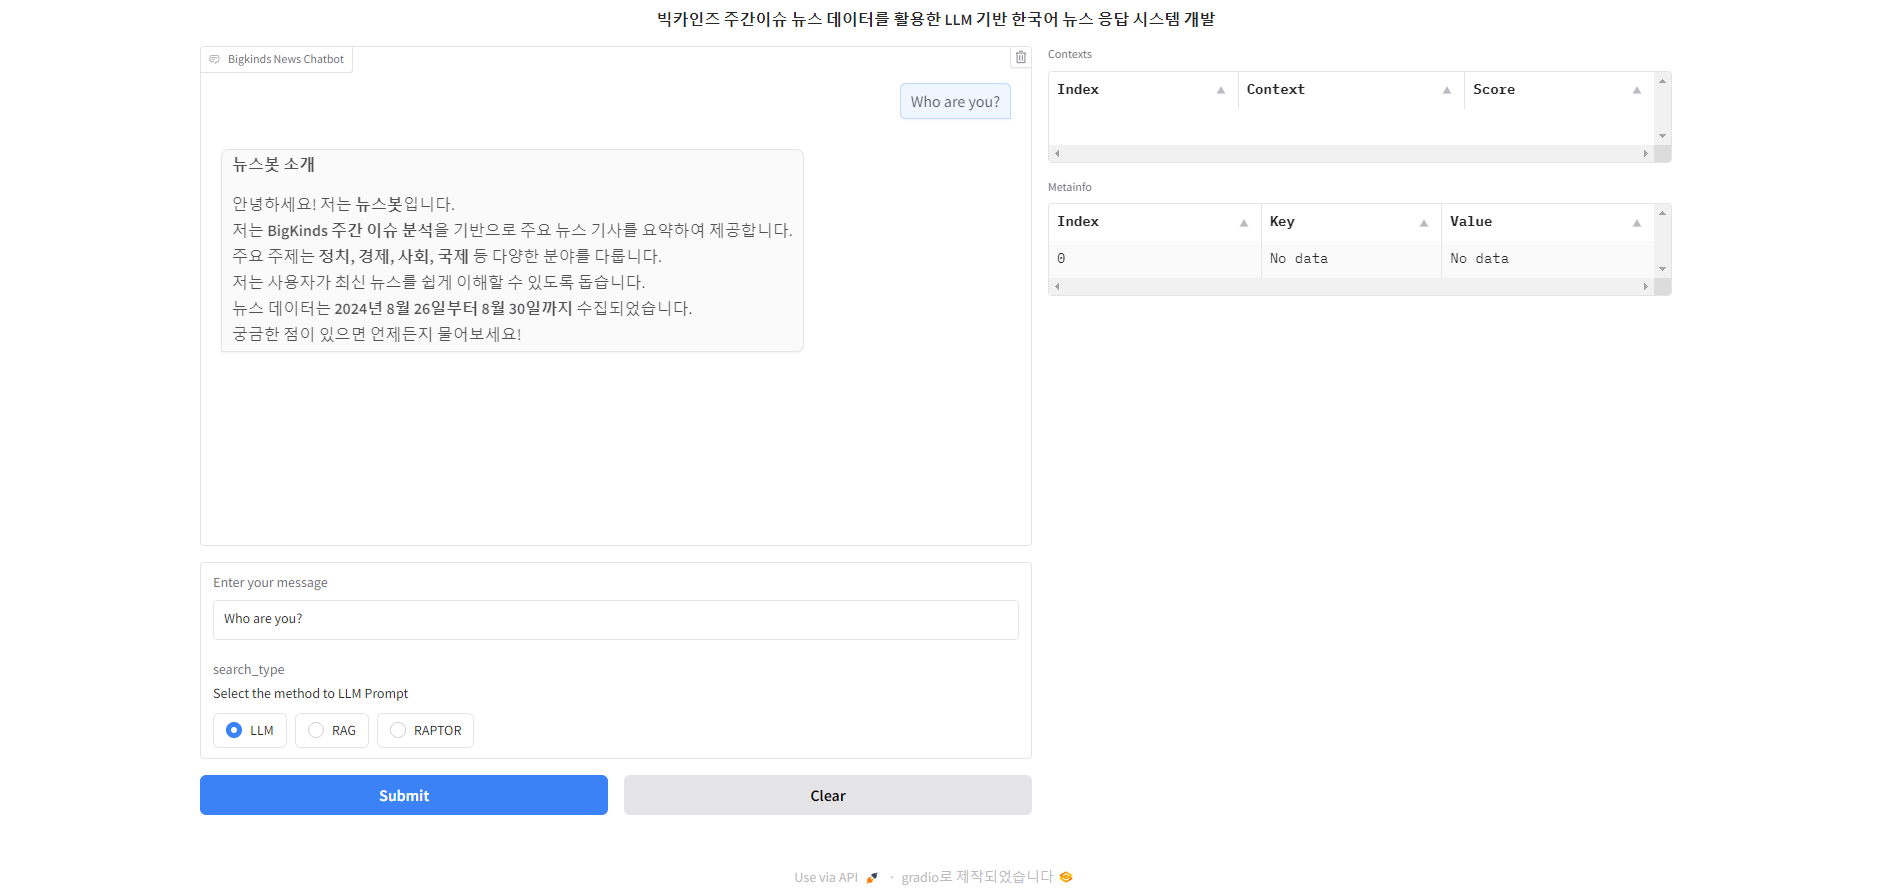 빅카인즈 주간이슈 뉴스 데이터를 활용한 LLM 기반 한국어 뉴스 응답 시스템 개발
Bigkinds News Chatbot
Who are you?
뉴스봇 소개
안녕하세요! 저는 뉴스봇입니다.
저는 BigKinds 주간 이슈 분석을 기반으로 주요 뉴스 기사를 요약하여 제공합니다.
주요 주제는 정치, 경제, 사회, 국제 등 다양한 분야를 다룹니다.
저는 사용자가 최신 뉴스를 쉽게 이해할 수 있도록 돕습니다.
뉴스 데이터는 2024년 8월 26일부터 8월 30일까지 수집되었습니다.
궁금한 점이 있으면 언제든지 물어보세요!
Enter your message
Who are you?
search_type
Select the method to LLM Prompt
LLM RAG RAPTOR
Submit Clear
Contexts
Index Context Score
Metainfo
Index Key Value
0 No data No data
Use via API · gradio로 제작되었습니다